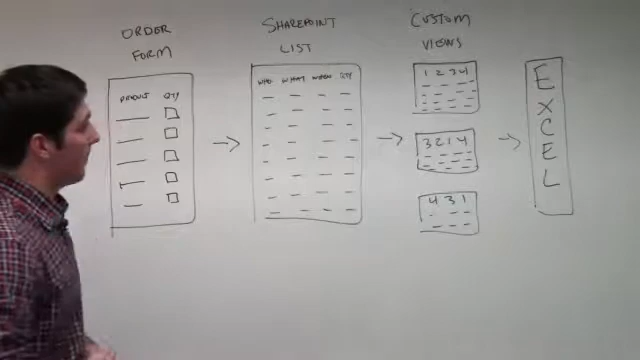 ORDER
FORM
PRODUCT QTY
SHAREPOINT
LIST
WHO WHAT WHEN QTY
CUSTOM
VIEWS
1 2 3 4
3 2 1 4
4 3 1
EXCEL